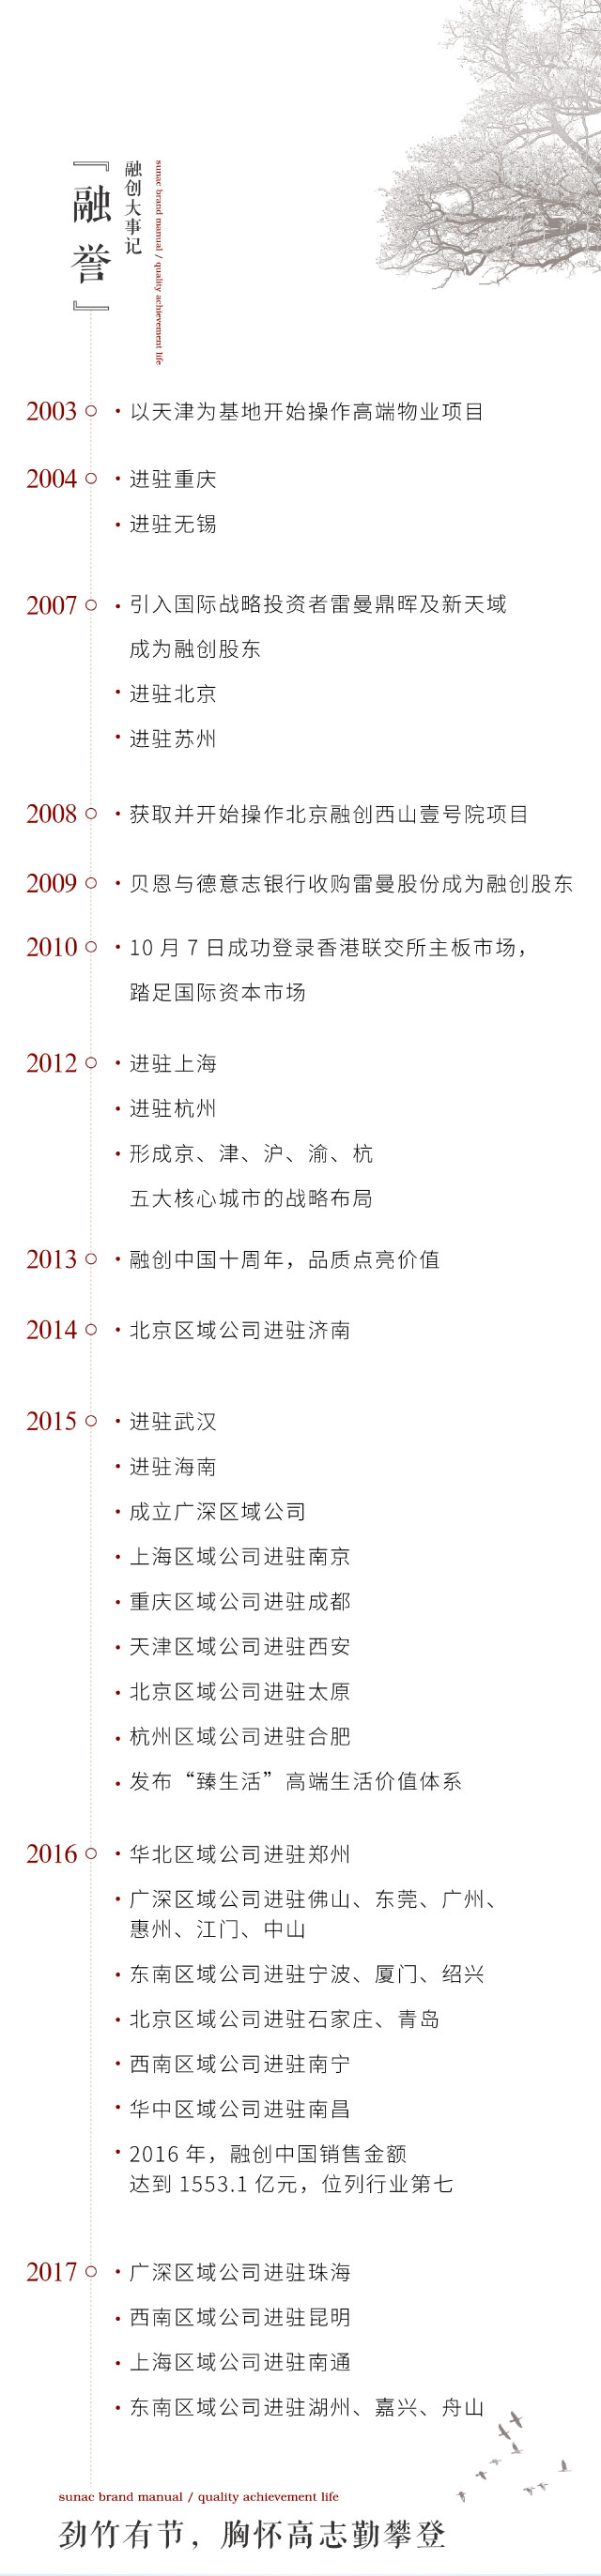 『融誉』
融创大事记
sunac brand manual / quality achievement life
2003 • 以天津为基地开始操作高端物业项目
2004 • 进驻重庆
• 进驻无锡
2007 • 引入国际战略投资者雷曼鼎晖及新天域
成为融创股东
• 进驻北京
• 进驻苏州
2008 • 获取并开始操作北京融创西山壹号院项目
2009 • 贝恩与德意志银行收购雷曼股份成为融创股东
2010 • 10 月 7 日成功登录香港联交所主板市场，
踏足国际资本市场
2012 • 进驻上海
• 进驻杭州
• 形成京、津、沪、渝、杭
五大核心城市的战略布局
2013 • 融创中国十周年，品质点亮价值
2014 • 北京区域公司进驻济南
2015 • 进驻武汉
• 进驻海南
• 成立广深区域公司
• 上海区域公司进驻南京
• 重庆区域公司进驻成都
• 天津区域公司进驻西安
• 北京区域公司进驻太原
• 杭州区域公司进驻合肥
• 发布“臻生活”高端生活价值体系
2016 • 华北区域公司进驻郑州
• 广深区域公司进驻佛山、东莞、广州、
惠州、江门、中山
• 东南区域公司进驻宁波、厦门、绍兴
• 北京区域公司进驻石家庄、青岛
• 西南区域公司进驻南宁
• 华中区域公司进驻南昌
• 2016 年，融创中国销售金额
达到 1553.1 亿元，位列行业第七
2017 • 广深区域公司进驻珠海
• 西南区域公司进驻昆明
• 上海区域公司进驻南通
• 东南区域公司进驻湖州、嘉兴、舟山
sunac brand manual / quality achievement life
劲竹有节，胸怀高志勤攀登